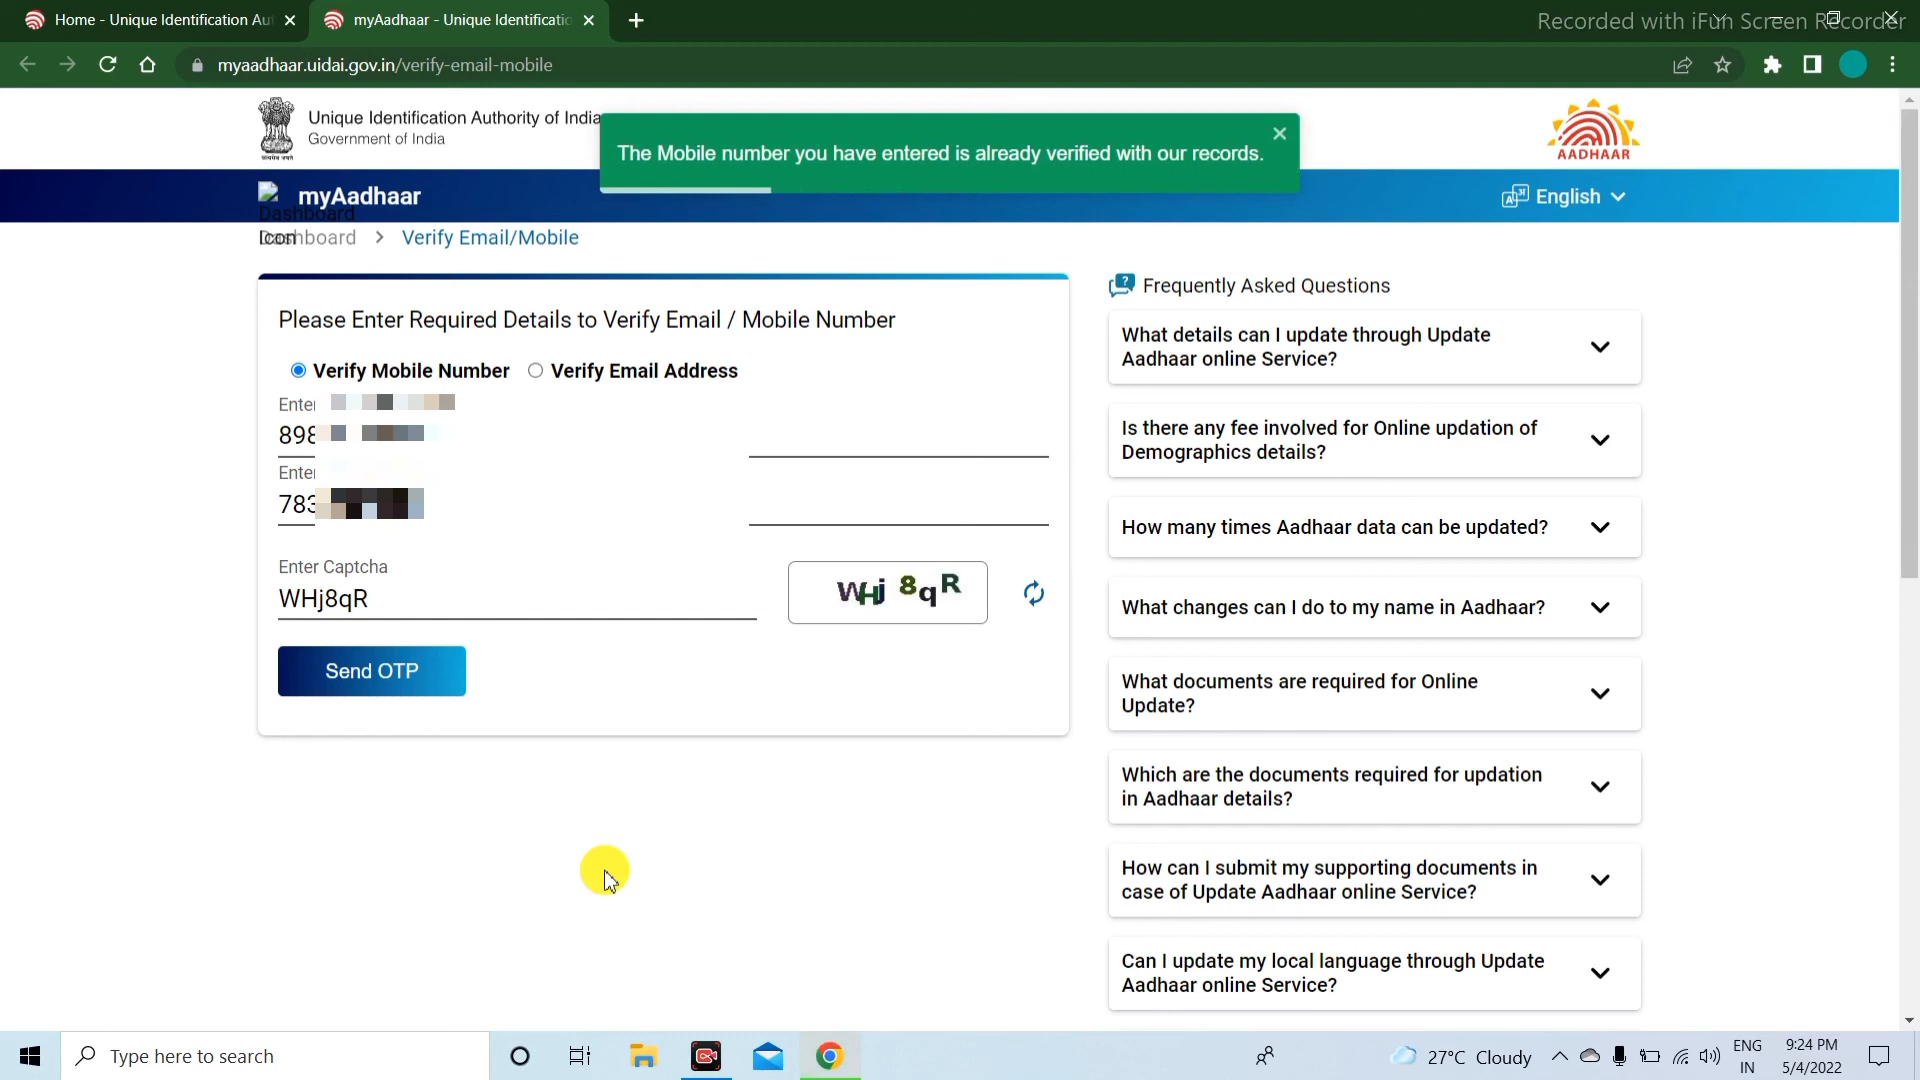 Home - Unique Identification Au
myAadhaar - Unique Identificatio
Recorded with iFun Screen Recorder
myaadhaar.uidai.gov.in/verify-email-mobile
Unique Identification Authority of India
Government of India
The Mobile number you have entered is already verified with our records.
AADHAAR
myAadhaar
English
Dashboard
Icon
Dashboard > Verify Email/Mobile
Please Enter Required Details to Verify Email / Mobile Number
Verify Mobile Number
Verify Email Address
Enter
898
Enter
783
Enter Captcha
WHj8qR
WHj 8qR
Send OTP
Frequently Asked Questions
What details can I update through Update
Aadhaar online Service?
Is there any fee involved for Online updation of
Demographics details?
How many times Aadhaar data can be updated?
What changes can I do to my name in Aadhaar?
What documents are required for Online
Update?
Which are the documents required for updation
in Aadhaar details?
How can I submit my supporting documents in
case of Update Aadhaar online Service?
Can I update my local language through Update
Aadhaar online Service?
Type here to search
27°C Cloudy
ENG
IN
9:24 PM
5/4/2022